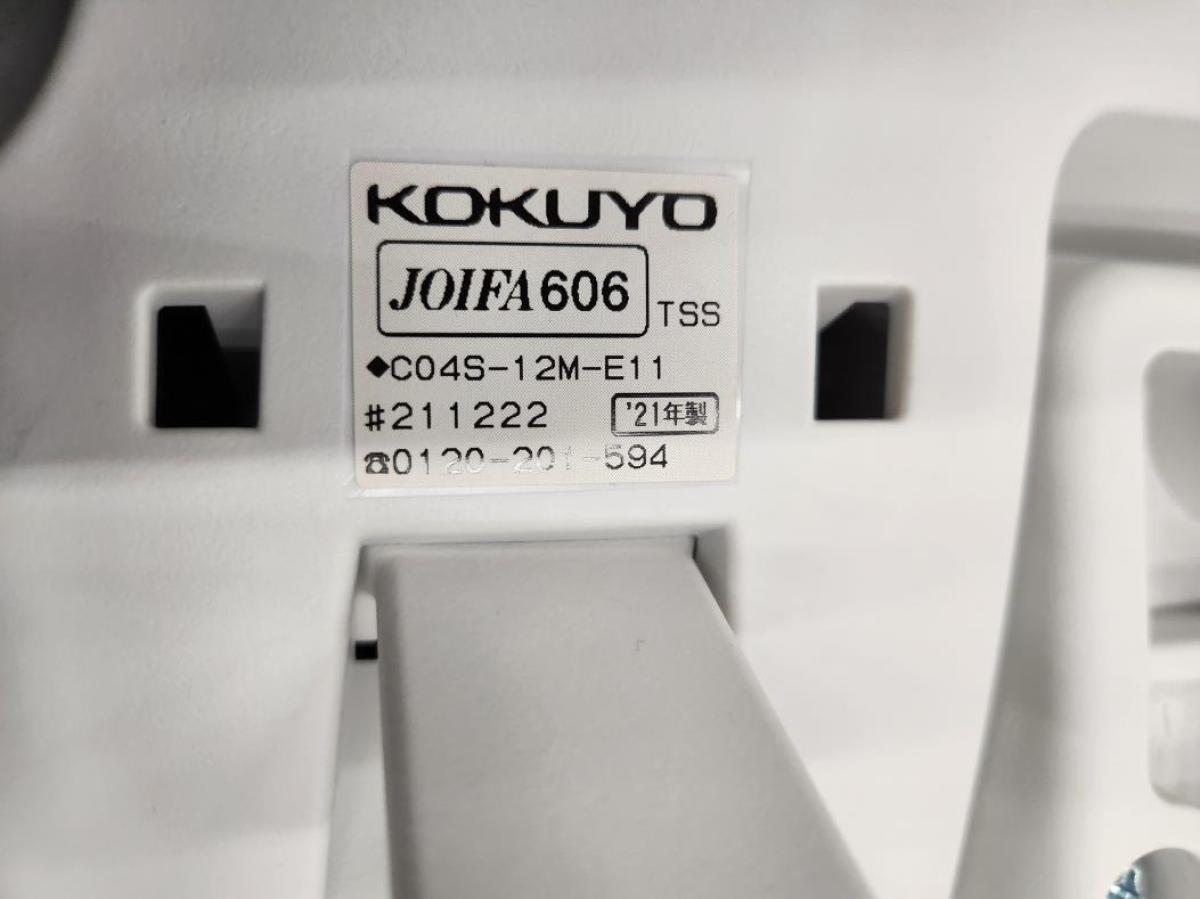 KOKUYO
JOIFA606 TSS
◆C04S-12M-E11
#211222 '21年製
☎0120-201-594